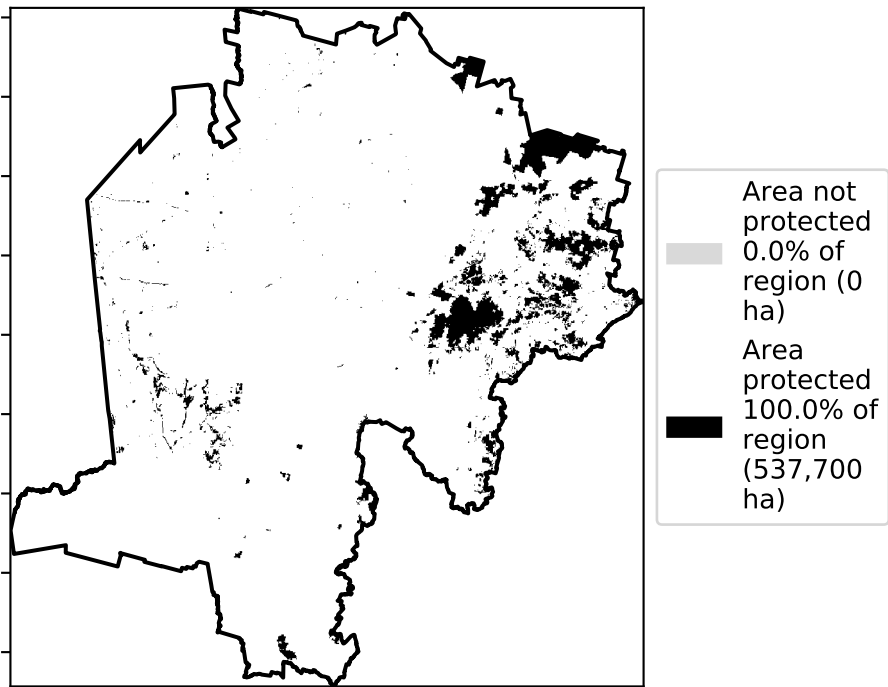 Area not
protected
0.0% of
region (0
ha)
Area
protected
100.0% of
region
(537,700
ha)